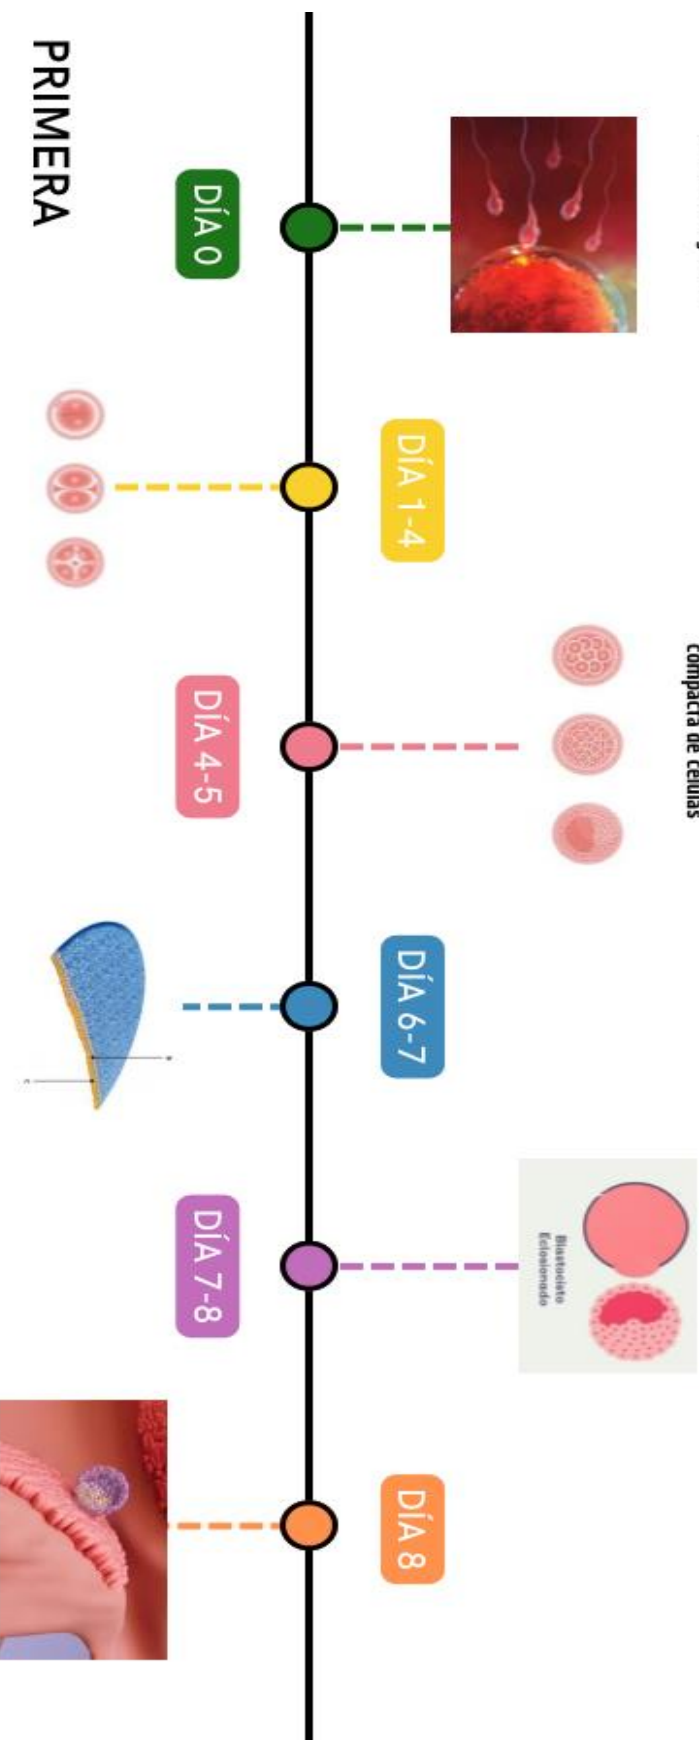 compacta de células
DÍA 0
DÍA 1-4
DÍA 4-5
DÍA 6-7
DÍA 7-8
DÍA 8
Blastocisto
Eclosionado
PRIMERA